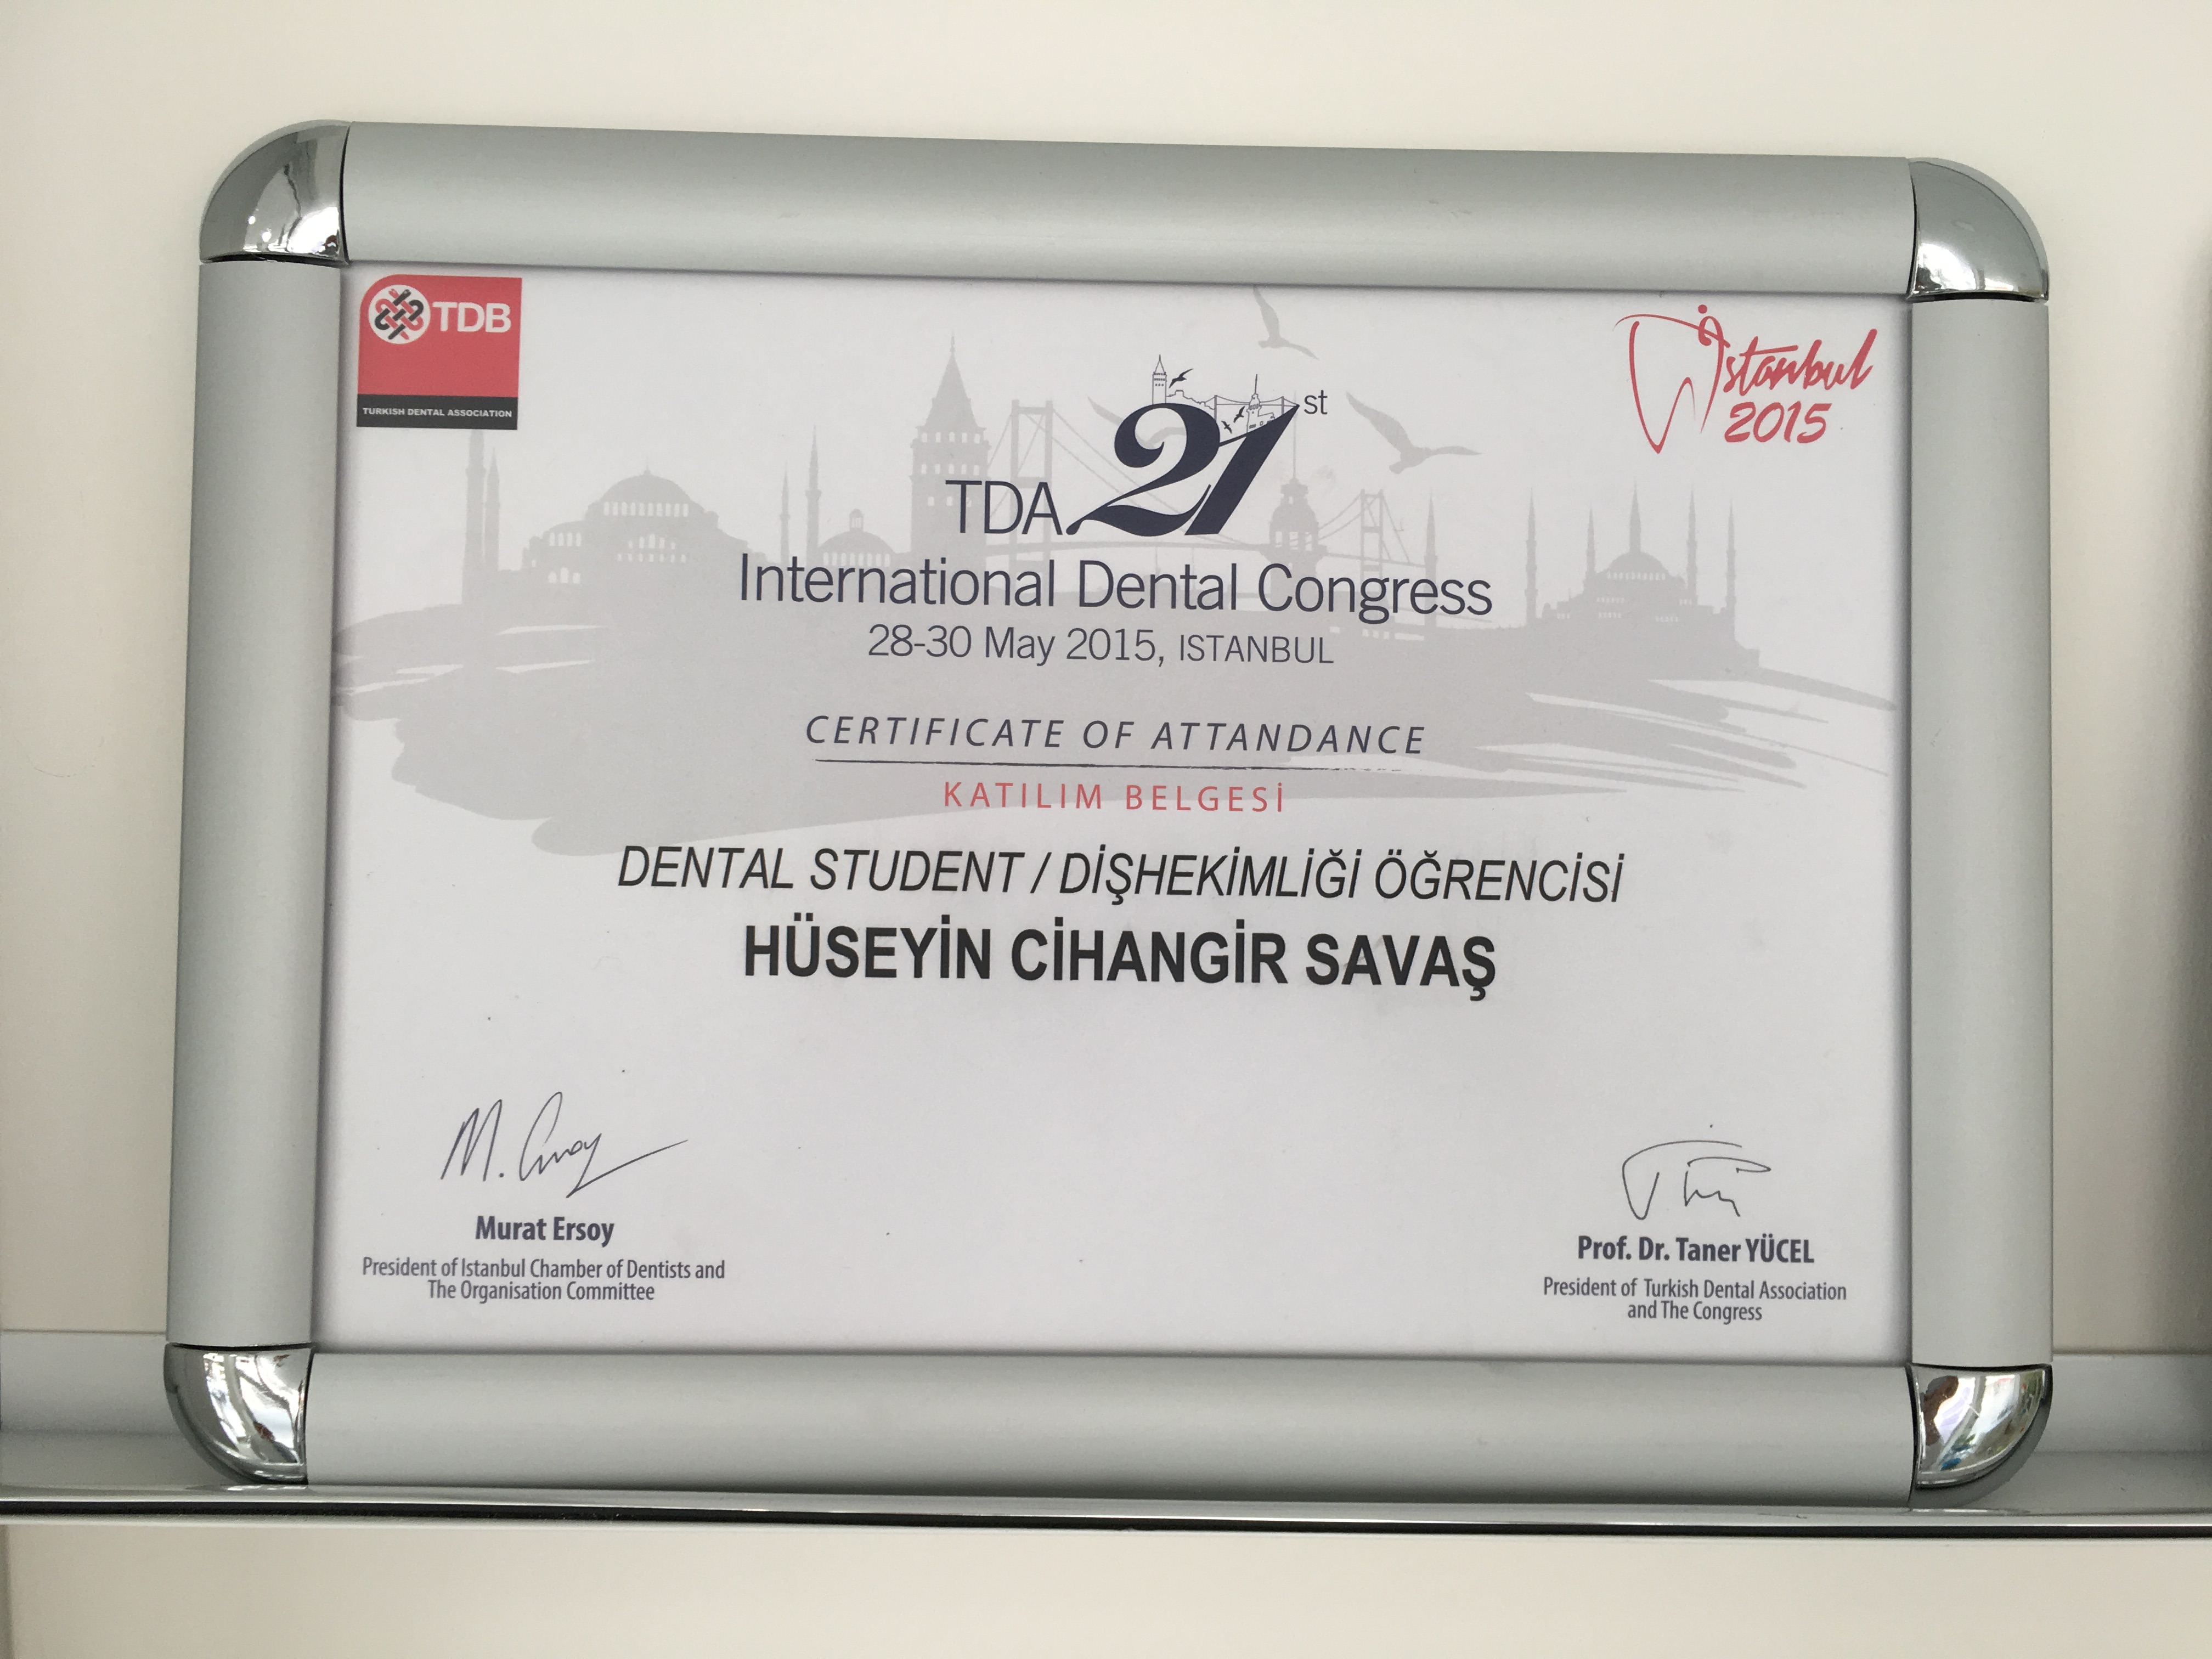 TDB
TURKISH DENTAL ASSOCIATION
İstanbul
2015
TDA 21st
International Dental Congress
28-30 May 2015, ISTANBUL
CERTIFICATE OF ATTANDANCE
KATILIM BELGESİ
DENTAL STUDENT / DİŞHEKİMLİĞİ ÖĞRENCİSİ
HÜSEYİN CİHANGİR SAVAŞ
M. Ersoy
Murat Ersoy
President of Istanbul Chamber of Dentists and
The Organisation Committee
Prof. Dr. Taner YÜCEL
President of Turkish Dental Association
and The Congress